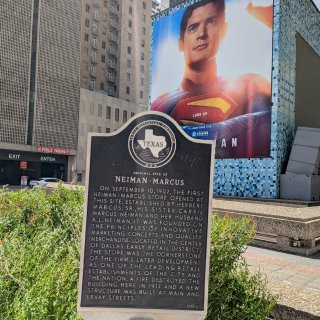 LOOK UP
MAN
EXIT
ENTER
TEXAS
ORIGINAL SITE OF
NEIMAN-MARCUS
ON SEPTEMBER 10, 1907, THE FIRST
NEIMAN-MARCUS STORE OPENED AT
THIS SITE. ESTABLISHED BY HERBERT
MARCUS, SR., HIS SISTER CARRIE
MARCUS NEIMAN AND HER HUSBAND,
A.L. NEIMAN, IT WAS FOUNDED ON
THE PRINCIPLES OF INNOVATIVE
MARKETING CONCEPTS AND QUALITY
MERCHANDISE. LOCATED IN THE CENTER
OF DALLAS' EARLY RETAIL DISTRICT,
THE STORE WAS THE CORNERSTONE
OF THE FIRM'S LATER DEVELOPMENT
AS ONE OF THE LEADING RETAIL
ESTABLISHMENTS OF THE CITY AND
THE NATION. A FIRE DESTROYED THE
BUILDING HERE IN 1913 AND A NEW
STRUCTURE WAS BUILT AT MAIN AND
ERVAY STREETS.